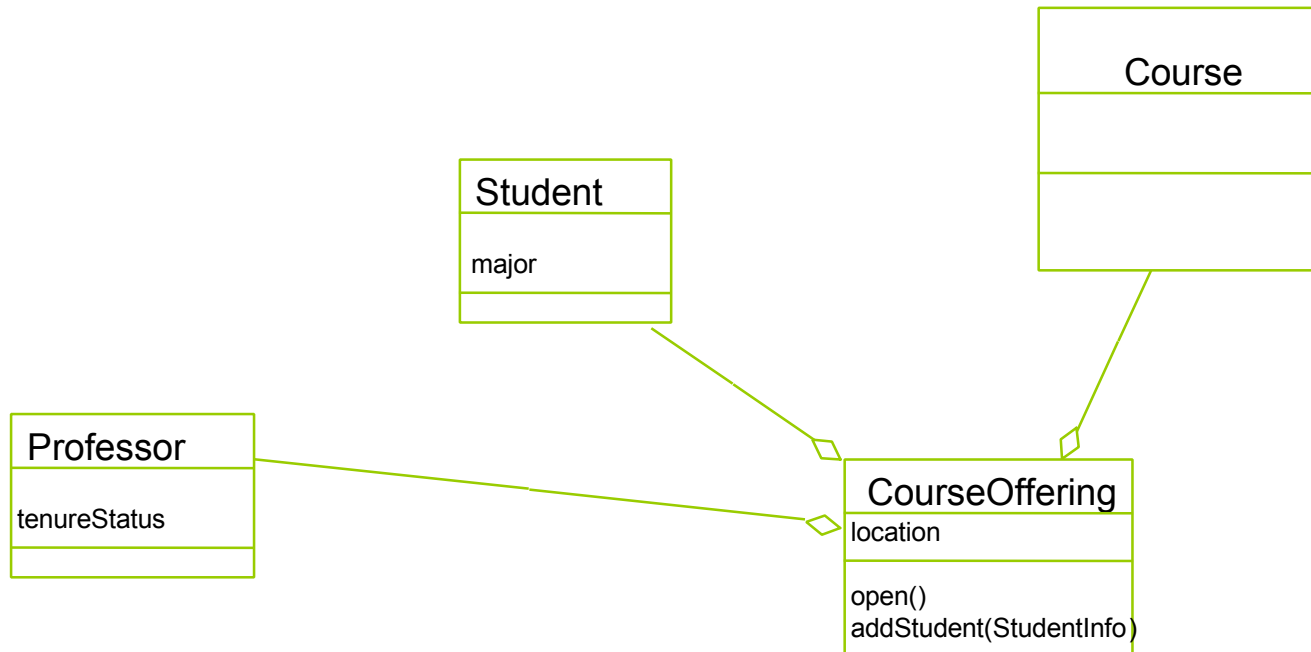 Course
Student
major
Professor
tenureStatus
CourseOffering
location
open()
addStudent(StudentInfo)